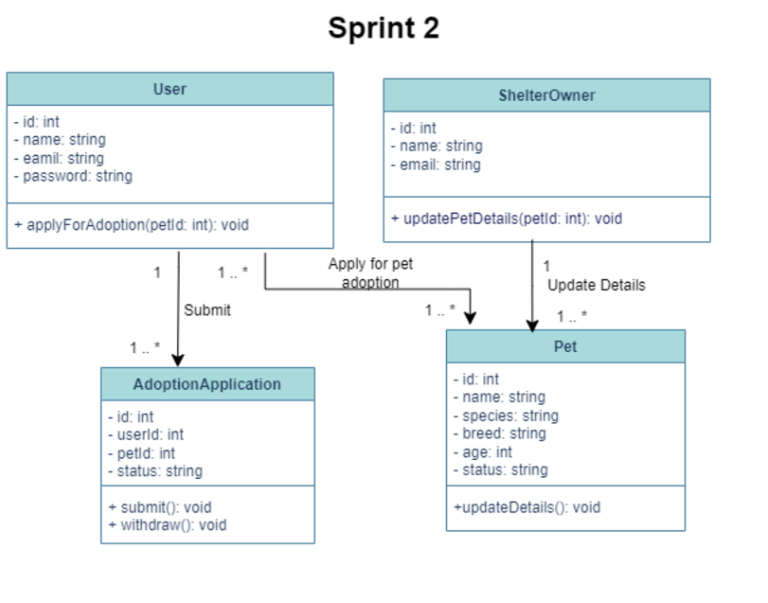 Sprint 2
User
- id: int
- name: string
- eamil: string
- password: string
+ applyForAdoption(petId: int): void
ShelterOwner
- id: int
- name: string
- email: string
+ updatePetDetails(petId: int): void
1
1 .. *
Apply for pet
adoption
1
Update Details
Submit
1 .. *
1 .. *
1 .. *
AdoptionApplication
- id: int
- userId: int
- petId: int
- status: string
+ submit(): void
+ withdraw(): void
Pet
- id: int
- name: string
- species: string
- breed: string
- age: int
- status: string
+updateDetails(): void